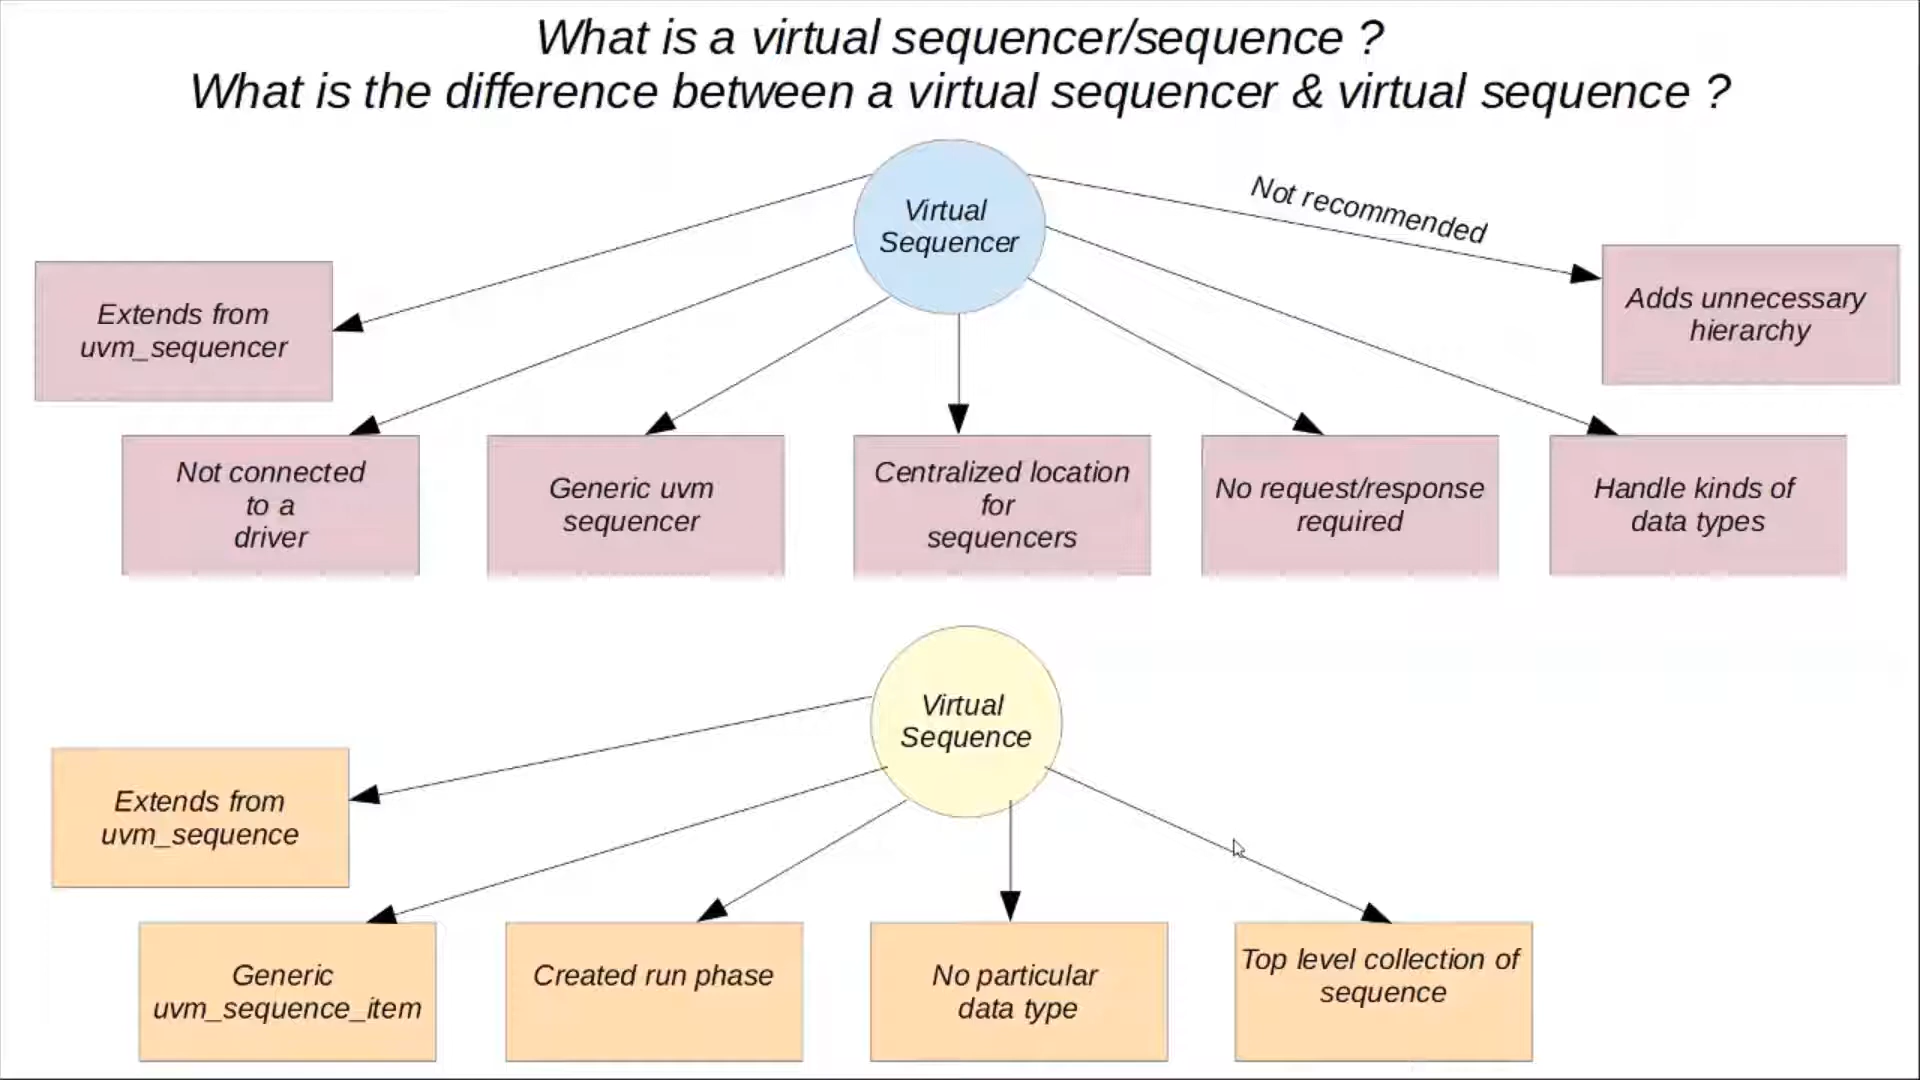 What is a virtual sequencer/sequence ?
What is the difference between a virtual sequencer & virtual sequence ?
Virtual
Sequencer
Not recommended
Adds unnecessary
hierarchy
Extends from
uvm_sequencer
Not connected
to a
driver
Generic uvm
sequencer
Centralized location
for
sequencers
No request/response
required
Handle kinds of
data types
Virtual
Sequence
Extends from
uvm_sequence
Generic
uvm_sequence_item
Created run phase
No particular
data type
Top level collection of
sequence